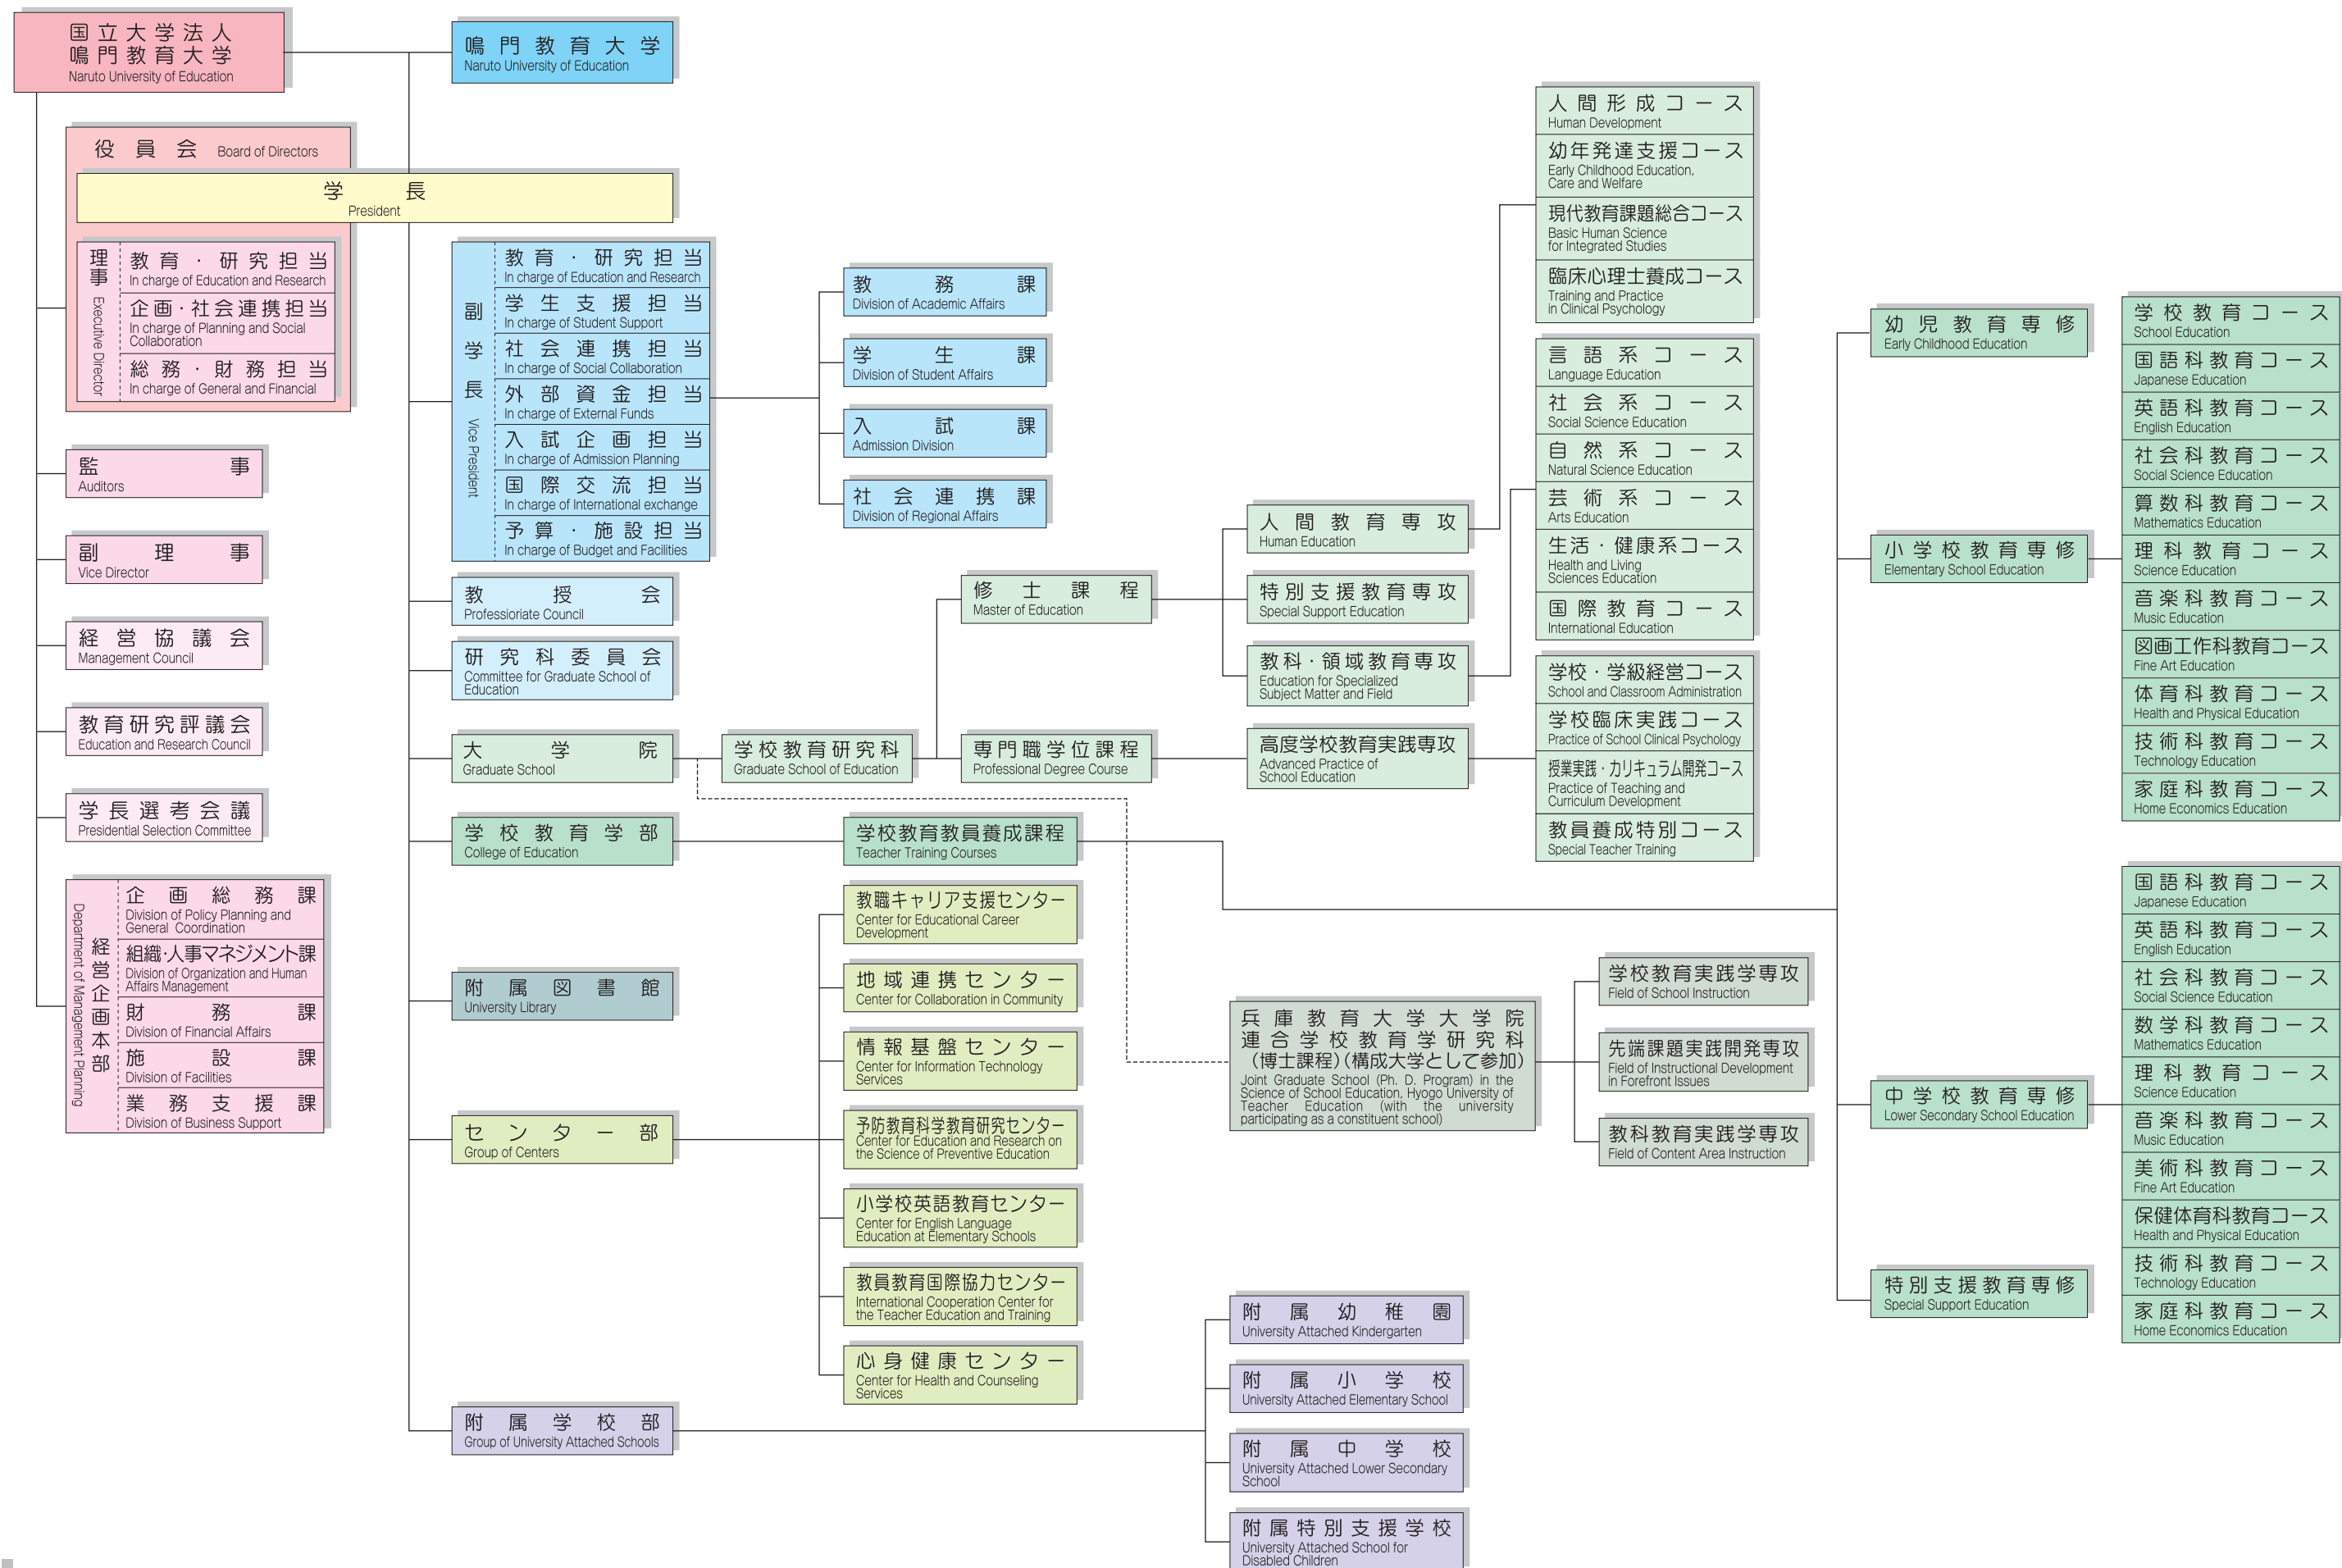 国立大学法人
鳴門教育大学
Naruto University of Education
鳴門教育大学
Naruto University of Education
役員会 Board of Directors
学長
President
理事 Executive Director
教育・研究担当
In charge of Education and Research
企画・社会連携担当
In charge of Planning and Social
Collaboration
総務・財務担当
In charge of General and Financial
監事
Auditors
副理事
Vice Director
経営協議会
Management Council
教育研究評議会
Education and Research Council
学長選考会議
Presidential Selection Committee
経営企画本部
Department of Management Planning
企画総務課
Division of Policy Planning and
General Coordination
組織・人事マネジメント課
Division of Organization and Human
Affairs Management
財務課
Division of Financial Affairs
施設課
Division of Facilities
業務支援課
Division of Business Support
副学長 Vice President
教育・研究担当
In charge of Education and Research
学生支援担当
In charge of Student Support
社会連携担当
In charge of Social Collaboration
外部資金担当
In charge of External Funds
入試企画担当
In charge of Admission Planning
国際交流担当
In charge of International exchange
予算・施設担当
In charge of Budget and Facilities
教務課
Division of Academic Affairs
学生課
Division of Student Affairs
入試課
Admission Division
社会連携課
Division of Regional Affairs
教授会
Professioriate Council
研究科委員会
Committee for Graduate School of
Education
大学院
Graduate School
学校教育研究科
Graduate School of Education
修士課程
Master of Education
専門職学位課程
Professional Degree Course
人間教育専攻
Human Education
特別支援教育専攻
Special Support Education
教科・領域教育専攻
Education for Specialized
Subject Matter and Field
高度学校教育実践専攻
Advanced Practice of
School Education
人間形成コース
Human Development
幼年発達支援コース
Early Childhood Education,
Care and Welfare
現代教育課題総合コース
Basic Human Science
for Integrated Studies
臨床心理士養成コース
Training and Practice
in Clinical Psychology
言語系コース
Language Education
社会系コース
Social Science Education
自然系コース
Natural Science Education
芸術系コース
Arts Education
生活・健康系コース
Health and Living
Sciences Education
国際教育コース
International Education
学校・学級経営コース
School and Classroom Administration
学校臨床実践コース
Practice of School Clinical Psychology
授業実践・カリキュラム開発コース
Practice of Teaching and
Curriculum Development
教員養成特別コース
Special Teacher Training
学校教育学部
College of Education
学校教育教員養成課程
Teacher Training Courses
幼児教育専修
Early Childhood Education
小学校教育専修
Elementary School Education
中学校教育専修
Lower Secondary School Education
特別支援教育専修
Special Support Education
学校教育コース
School Education
国語科教育コース
Japanese Education
英語科教育コース
English Education
社会科教育コース
Social Science Education
算数科教育コース
Mathematics Education
理科教育コース
Science Education
音楽科教育コース
Music Education
図画工作科教育コース
Fine Art Education
体育科教育コース
Health and Physical Education
技術科教育コース
Technology Education
家庭科教育コース
Home Economics Education
国語科教育コース
Japanese Education
英語科教育コース
English Education
社会科教育コース
Social Science Education
数学科教育コース
Mathematics Education
理科教育コース
Science Education
音楽科教育コース
Music Education
美術科教育コース
Fine Art Education
保健体育科教育コース
Health and Physical Education
技術科教育コース
Technology Education
家庭科教育コース
Home Economics Education
兵庫教育大学大学院
連合学校教育学研究科
（博士課程）（構成大学として参加）
Joint Graduate School (Ph. D. Program) in the
Science of School Education, Hyogo University of
Teacher Education (with the university
participating as a constituent school)
学校教育実践学専攻
Field of School Instruction
先端課題実践開発専攻
Field of Instructional Development
in Forefront Issues
教科教育実践学専攻
Field of Content Area Instruction
附属図書館
University Library
センター部
Group of Centers
教職キャリア支援センター
Center for Educational Career
Development
地域連携センター
Center for Collaboration in Community
情報基盤センター
Center for Information Technology
Services
予防教育科学教育研究センター
Center for Education and Research on
the Science of Preventive Education
小学校英語教育センター
Center for English Language
Education at Elementary Schools
教員教育国際協力センター
International Cooperation Center for
the Teacher Education and Training
心身健康センター
Center for Health and Counseling
Services
附属学校部
Group of University Attached Schools
附属幼稚園
University Attached Kindergarten
附属小学校
University Attached Elementary School
附属中学校
University Attached Lower Secondary
School
附属特別支援学校
University Attached School for
Disabled Children